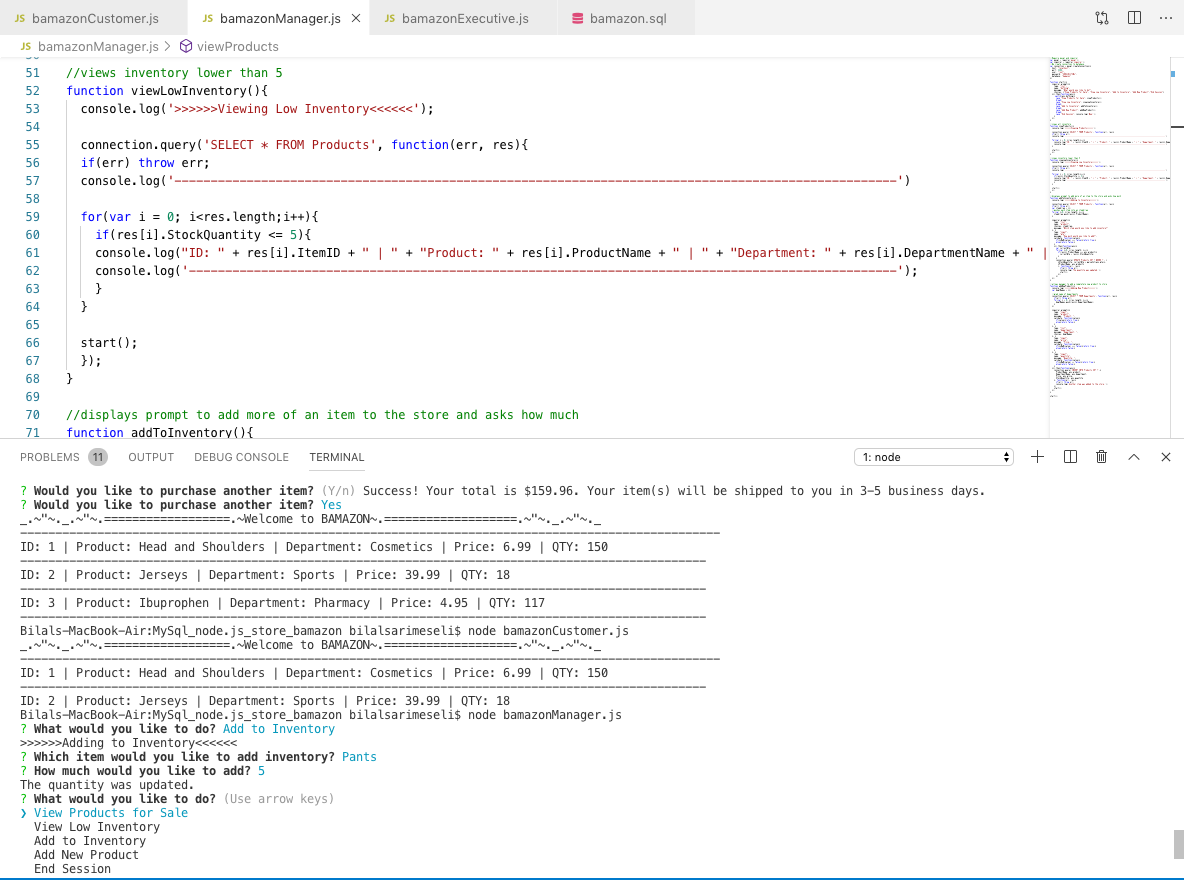 JS bamazonCustomer.js JS bamazonManager.js × JS bamazonExecutive.js bamazon.sql ···
JS bamazonManager.js > viewProducts
51 //views inventory lower than 5
52 function viewLowInventory(){
53 console.log('>>>>>>Viewing Low Inventory<<<<<<');
54
55 connection.query('SELECT * FROM Products', function(err, res){
56 if(err) throw err;
57 console.log('----------------------------------------------------------------------------------------------------')
58
59 for(var i = 0; i<res.length;i++){
60 if(res[i].StockQuantity <= 5){
61 console.log("ID: " + res[i].ItemID + " | " + "Product: " + res[i].ProductName + " | " + "Department: " + res[i].DepartmentName + " |
62 console.log('--------------------------------------------------------------------------------------------------');
63 }
64 }
65
66 start();
67 });
68 }
69
70 //displays prompt to add more of an item to the store and asks how much
71 function addToInventory(){
PROBLEMS 11 OUTPUT DEBUG CONSOLE TERMINAL 1: node
? Would you like to purchase another item? (Y/n) Success! Your total is $159.96. Your item(s) will be shipped to you in 3-5 business days.
? Would you like to purchase another item? Yes
_.~"~._.~"~.==================.~Welcome to BAMAZON~.===================.~"~._.~"~._
----------------------------------------------------------------------------------------------------
ID: 1 | Product: Head and Shoulders | Department: Cosmetics | Price: 6.99 | QTY: 150
--------------------------------------------------------------------------------------------------
ID: 2 | Product: Jerseys | Department: Sports | Price: 39.99 | QTY: 18
--------------------------------------------------------------------------------------------------
ID: 3 | Product: Ibuprophen | Department: Pharmacy | Price: 4.95 | QTY: 117
--------------------------------------------------------------------------------------------------
Bilals-MacBook-Air:MySql_node.js_store_bamazon bilalsarimeseli$ node bamazonCustomer.js
_.~"~._.~"~.==================.~Welcome to BAMAZON~.===================.~"~._.~"~._
----------------------------------------------------------------------------------------------------
ID: 1 | Product: Head and Shoulders | Department: Cosmetics | Price: 6.99 | QTY: 150
--------------------------------------------------------------------------------------------------
ID: 2 | Product: Jerseys | Department: Sports | Price: 39.99 | QTY: 18
Bilals-MacBook-Air:MySql_node.js_store_bamazon bilalsarimeseli$ node bamazonManager.js
? What would you like to do? Add to Inventory
>>>>>>Adding to Inventory<<<<<<
? Which item would you like to add inventory? Pants
? How much would you like to add? 5
The quantity was updated.
? What would you like to do? (Use arrow keys)
❯ View Products for Sale
View Low Inventory
Add to Inventory
Add New Product
End Session